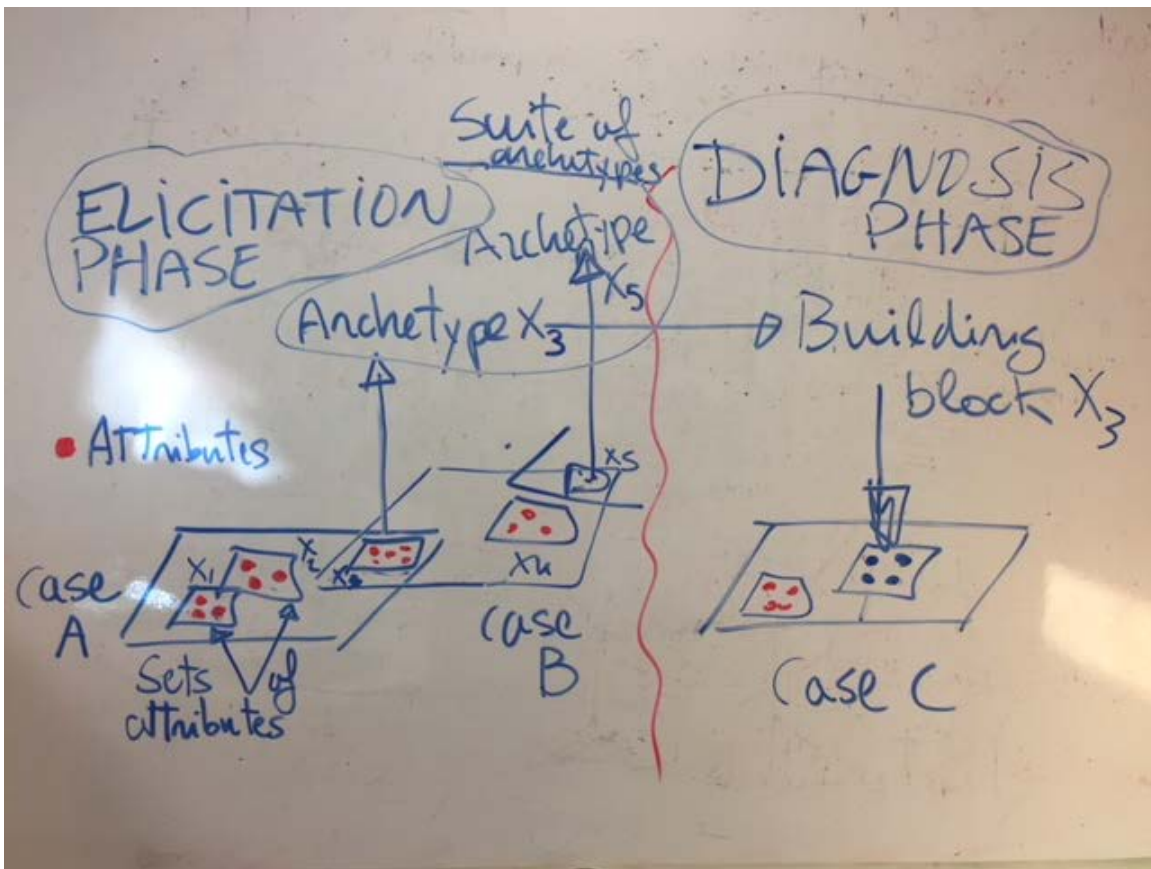 Suite of
archetypes
ELICITATION
PHASE
DIAGNOSIS
PHASE
Archetype
X5
Archetype X3
Building
block X3
Attributes
X1
X2
X3
X5
X4
Case
A
Sets of
attributes
Case
B
Case C